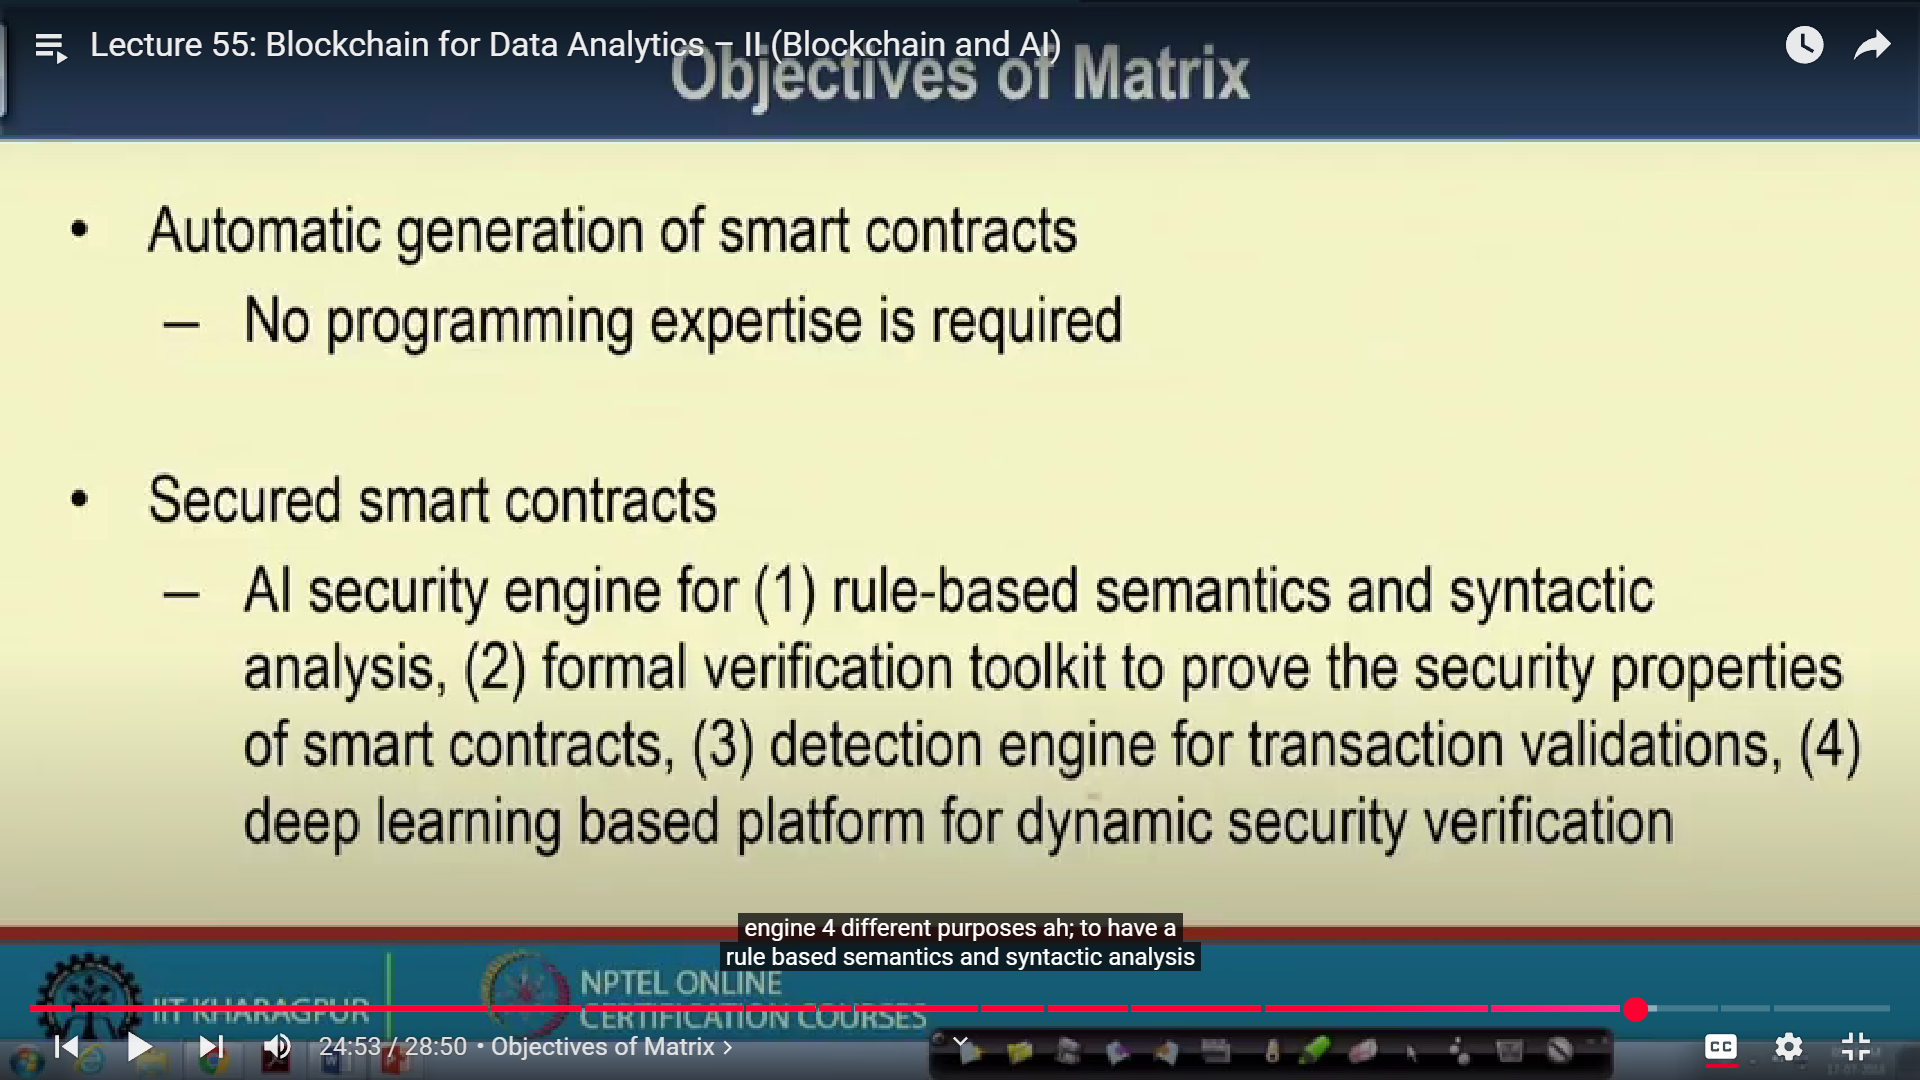 Lecture 55: Blockchain for Data Analytics – II (Blockchain and AI)
Objectives of Matrix
• Automatic generation of smart contracts
– No programming expertise is required
• Secured smart contracts
– AI security engine for (1) rule-based semantics and syntactic
analysis, (2) formal verification toolkit to prove the security properties
of smart contracts, (3) detection engine for transaction validations, (4)
deep learning based platform for dynamic security verification
engine 4 different purposes ah; to have a
rule based semantics and syntactic analysis
IIT KHARAGPUR
NPTEL ONLINE
CERTIFICATION COURSES
24:53 / 28:50 • Objectives of Matrix >
CC